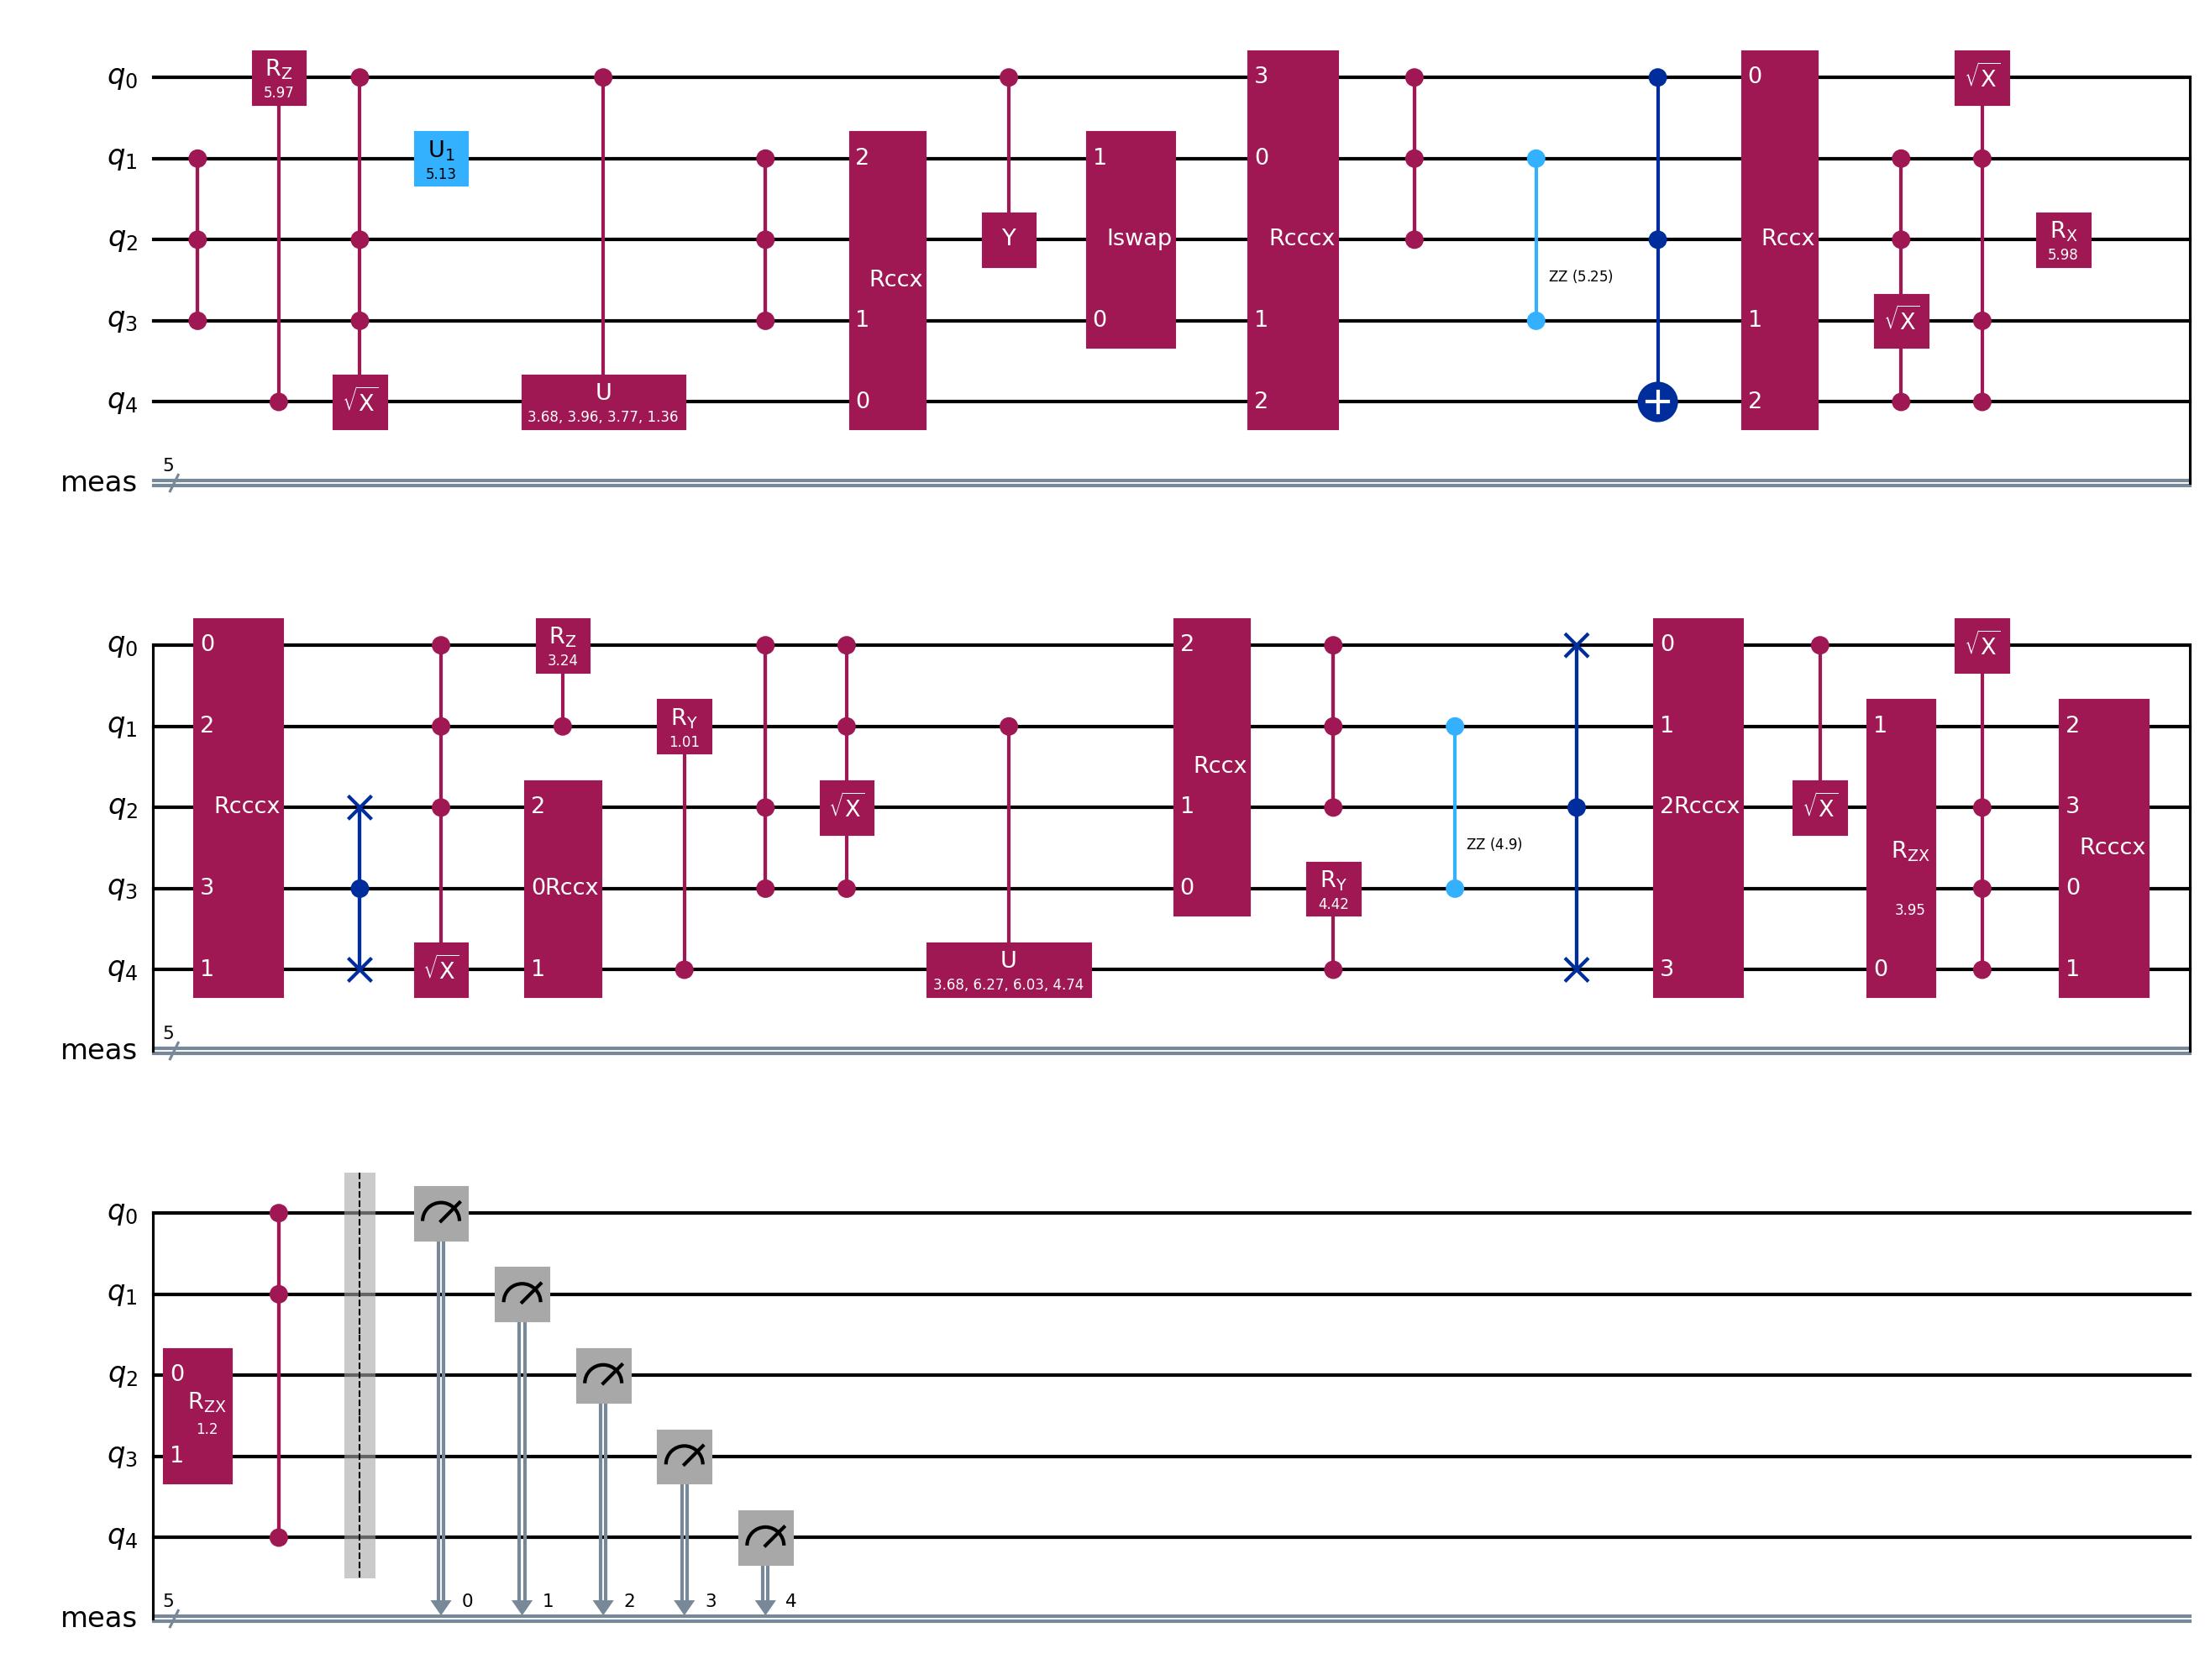 q0 RZ 5.97 3 0 √X
q1 U1 5.13 2 1 0
Y Rccx Iswap Rcccx Rccx RX 5.98
q2
ZZ (5.25)
q3 1 0 1 1 √X
q4 √X U 3.68, 3.96, 3.77, 1.36 0 2 2
meas 5
q0 0 RZ 3.24 2 0 √X
q1 2 RY 1.01 Rccx 1 1 2
q2 Rcccx 2 √X 1 2Rcccx √X 3
ZZ (4.9) RZX Rcccx
q3 3 0Rccx 0 RY 4.42 3.95 0
q4 1 √X 1 U 3.68, 6.27, 6.03, 4.74 3 0 1
meas 5
q0
q1
q2 0
RZX
1.2
q3 1
q4
meas 5 0 1 2 3 4